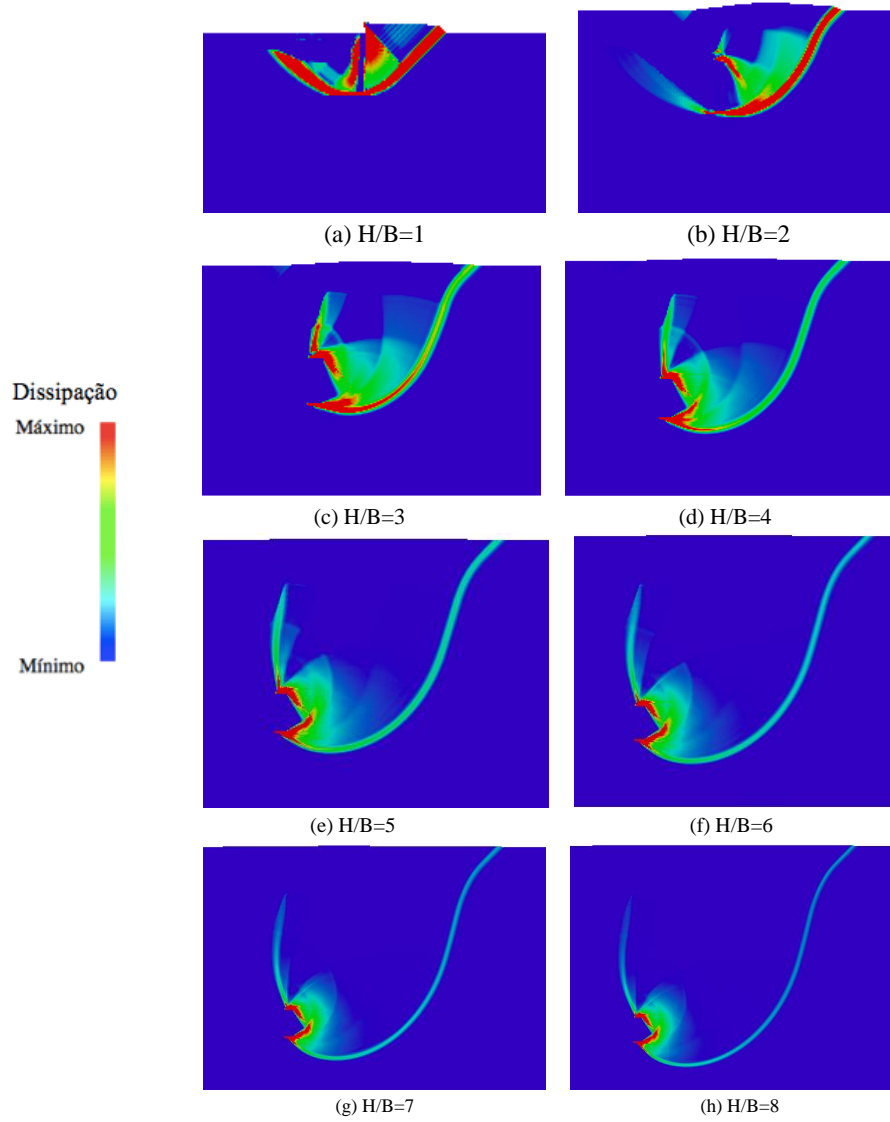 (a) H/B=1
(b) H/B=2
Dissipação
Máximo
Mínimo
(c) H/B=3
(d) H/B=4
(e) H/B=5
(f) H/B=6
(g) H/B=7
(h) H/B=8